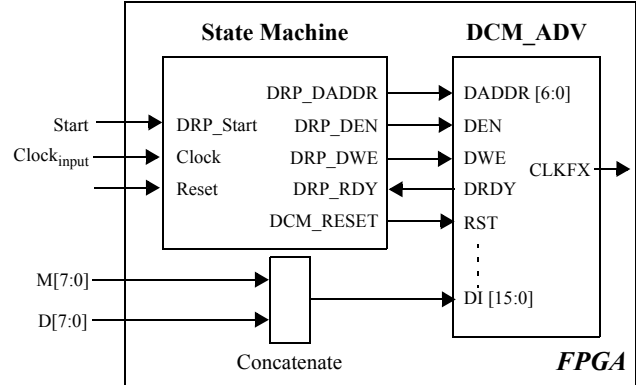 State Machine
DCM_ADV
Start
Clockinput
DRP_Start
Clock
Reset
DRP_DADDR
DRP_DEN
DRP_DWE
DRP_RDY
DCM_RESET
DADDR [6:0]
DEN
DWE
DRDY
RST
DI [15:0]
CLKFX
M[7:0]
D[7:0]
Concatenate
FPGA